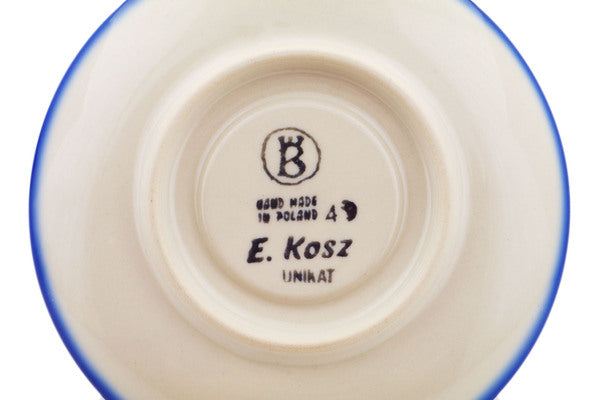 B
HAND MADE
IN POLAND 4
E. Kosz
UNIKAT